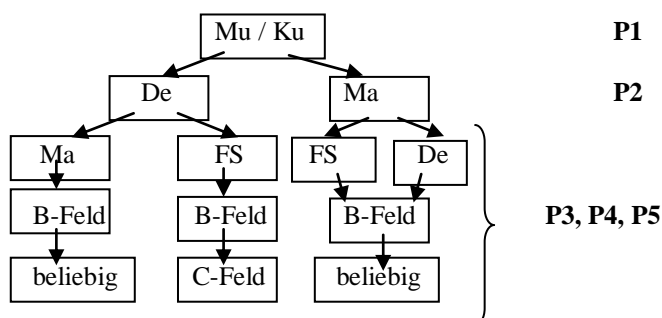 Mu / Ku P1
De Ma P2
Ma FS FS De
B-Feld B-Feld B-Feld P3, P4, P5
beliebig C-Feld beliebig